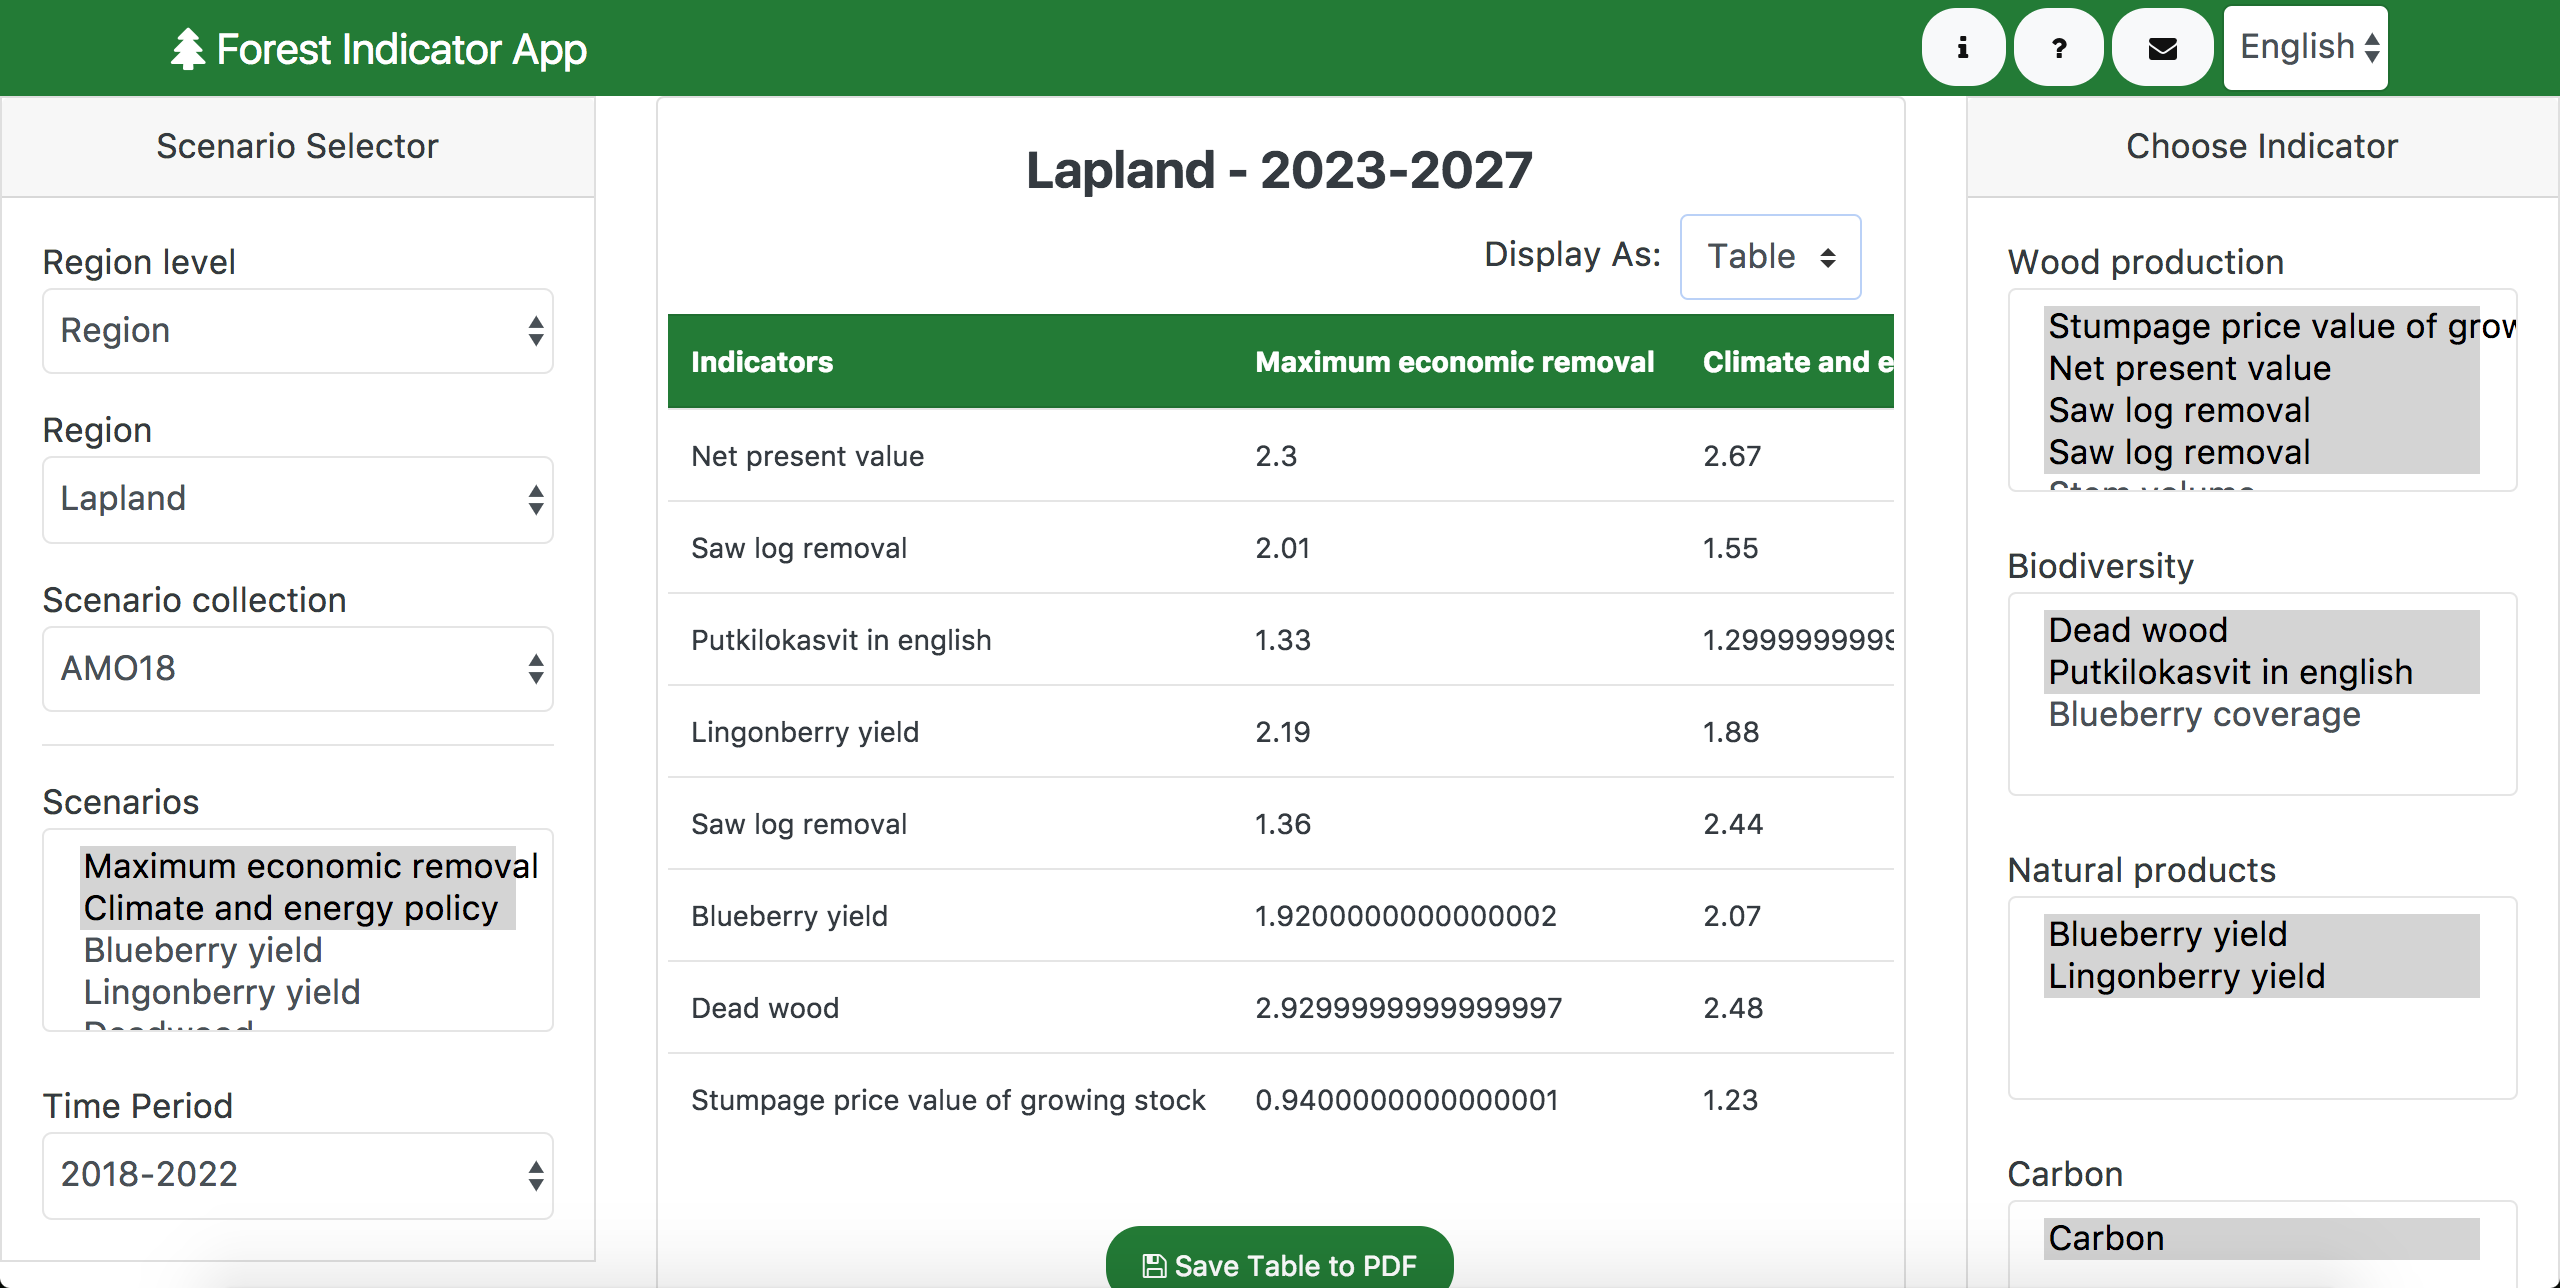 Forest Indicator App
i
?
English
Scenario Selector
Region level
Region
Region
Lapland
Scenario collection
AMO18
Scenarios
Maximum economic removal
Climate and energy policy
Blueberry yield
Lingonberry yield
Deadwood
Time Period
2018-2022
Lapland - 2023-2027
Display As: Table
Indicators Maximum economic removal Climate and e
Net present value 2.3 2.67
Saw log removal 2.01 1.55
Putkilokasvit in english 1.33 1.2999999999
Lingonberry yield 2.19 1.88
Saw log removal 1.36 2.44
Blueberry yield 1.9200000000000002 2.07
Dead wood 2.9299999999999997 2.48
Stumpage price value of growing stock 0.9400000000000001 1.23
Save Table to PDF
Choose Indicator
Wood production
Stumpage price value of grow
Net present value
Saw log removal
Saw log removal
Stem volume
Biodiversity
Dead wood
Putkilokasvit in english
Blueberry coverage
Natural products
Blueberry yield
Lingonberry yield
Carbon
Carbon